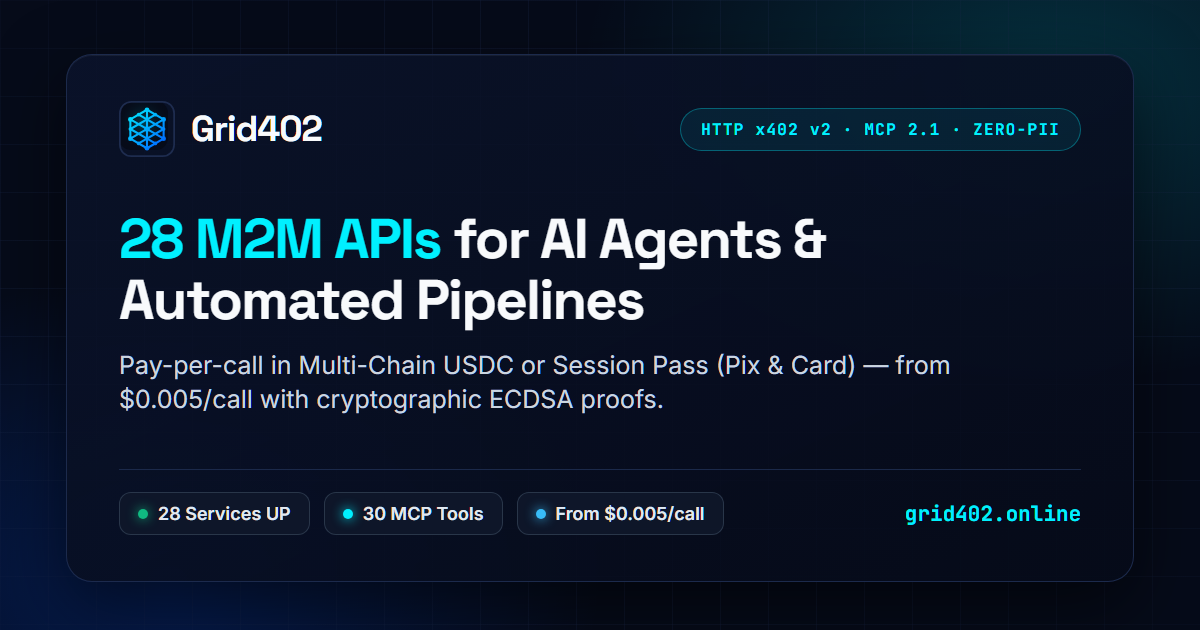 Grid402
HTTP x402 v2 · MCP 2.1 · ZERO-PII
28 M2M APIs for AI Agents &
Automated Pipelines
Pay-per-call in Multi-Chain USDC or Session Pass (Pix & Card) — from
$0.005/call with cryptographic ECDSA proofs.
28 Services UP
30 MCP Tools
From $0.005/call
grid402.online